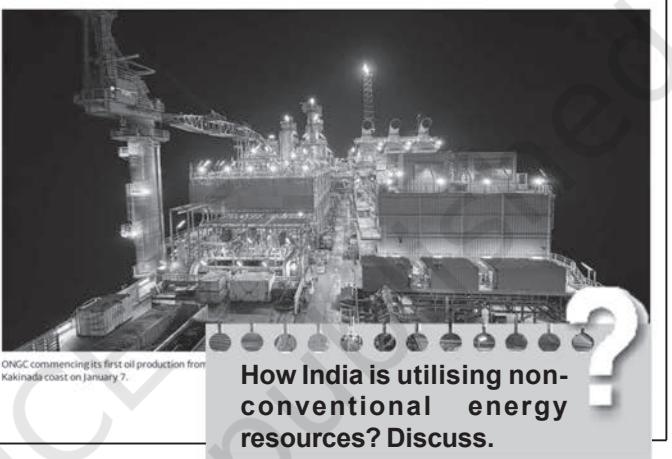 ONGC commencing its first oil production from
Kakinada coast on January 7.
How India is utilising non-
conventional energy
resources? Discuss.
?